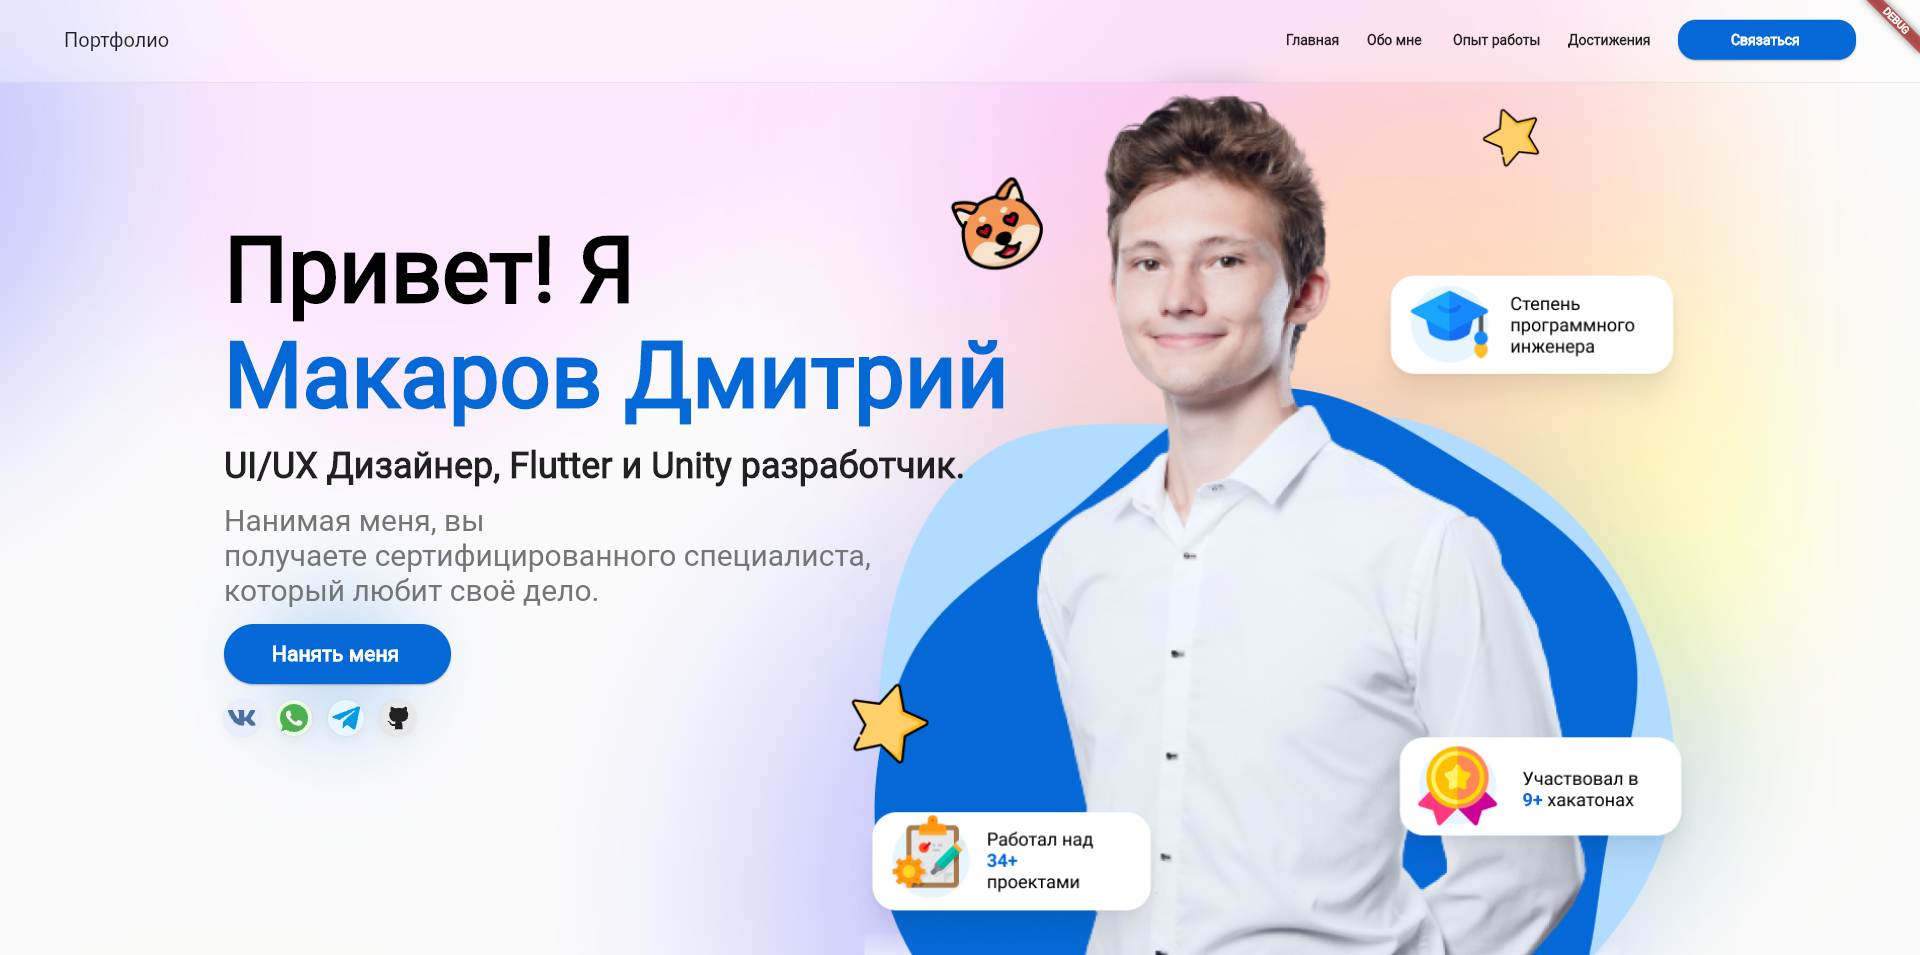 Портфолио
Главная
Обо мне
Опыт работы
Достижения
Связаться
DEBUG
Привет! Я
Макаров Дмитрий
UI/UX Дизайнер, Flutter и Unity разработчик.
Нанимая меня, вы
получаете сертифицированного специалиста,
который любит своё дело.
Нанять меня
Степень
программного
инженера
Участвовал в
9+ хакатонах
Работал над
34+
проектами